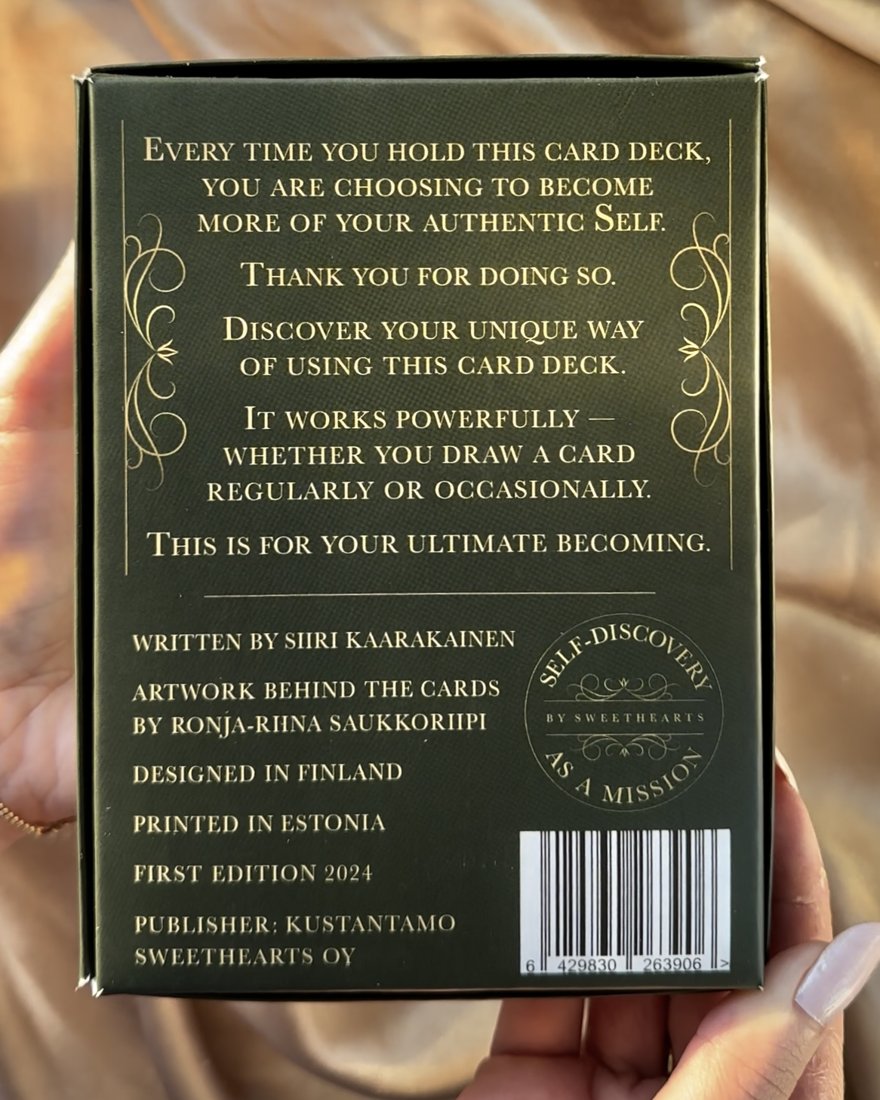 EVERY TIME YOU HOLD THIS CARD DECK,
YOU ARE CHOOSING TO BECOME
MORE OF YOUR AUTHENTIC SELF.
THANK YOU FOR DOING SO.
DISCOVER YOUR UNIQUE WAY
OF USING THIS CARD DECK.
IT WORKS POWERFULLY —
WHETHER YOU DRAW A CARD
REGULARLY OR OCCASIONALLY.
THIS IS FOR YOUR ULTIMATE BECOMING.
WRITTEN BY SIIRI KAARAKAINEN
ARTWORK BEHIND THE CARDS
BY RONJA-RIINA SAUKKORIIPI
DESIGNED IN FINLAND
PRINTED IN ESTONIA
FIRST EDITION 2024
PUBLISHER: KUSTANTAMO
SWEETHEARTS OY
SELF-DISCOVERY
BY SWEETHEARTS
AS A MISSION
6 429830 263906 >